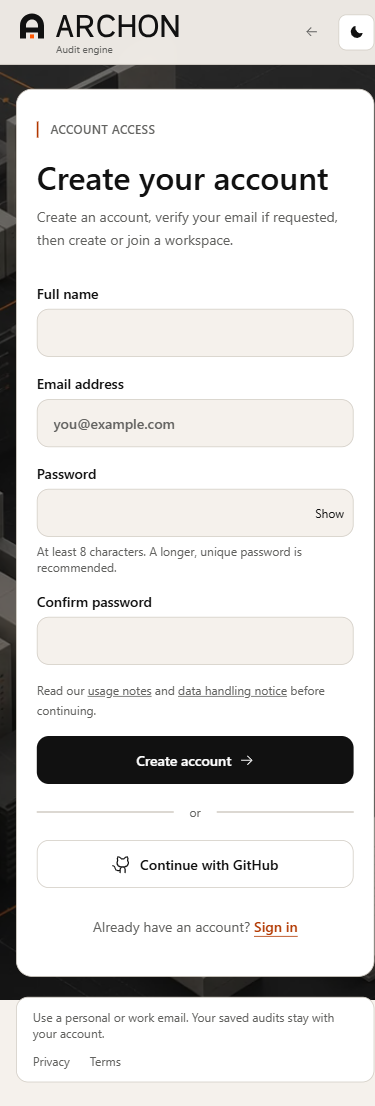 ARCHON
Audit engine
ACCOUNT ACCESS
Create your account
Create an account, verify your email if requested,
then create or join a workspace.
Full name
Email address
you@example.com
Password
Show
At least 8 characters. A longer, unique password is
recommended.
Confirm password
Read our usage notes and data handling notice before
continuing.
Create account →
or
Continue with GitHub
Already have an account? Sign in
Use a personal or work email. Your saved audits stay with
your account.
Privacy Terms